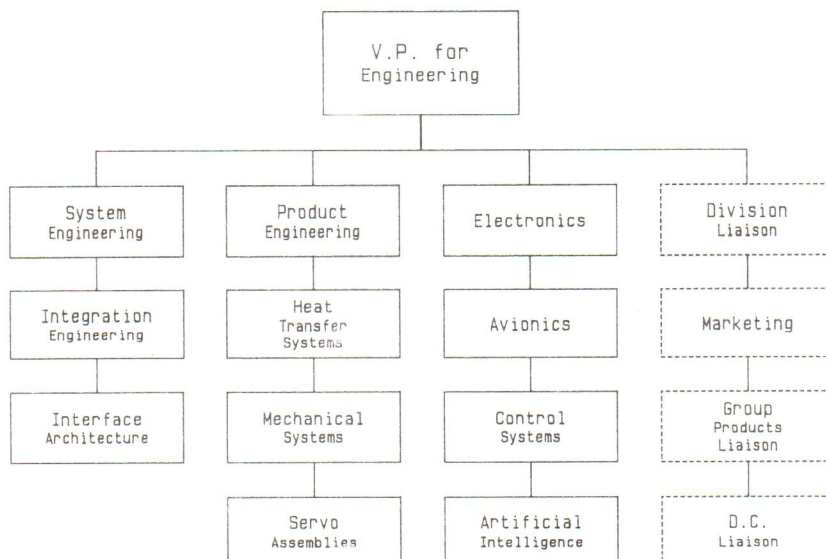 V.P. for
Engineering
System
Engineering
Product
Engineering
Electronics
Division
Liaison
Integration
Engineering
Heat
Transfer
Systems
Avionics
Marketing
Interface
Architecture
Mechanical
Systems
Control
Systems
Group
Products
Liaison
Servo
Assemblies
Artificial
Intelligence
D.C.
Liaison